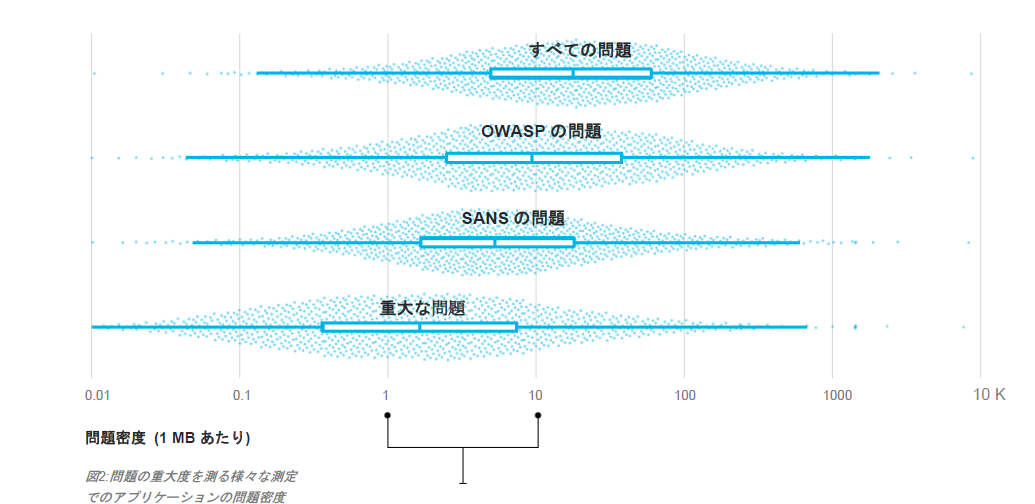 すべての問題
OWASP の問題
SANS の問題
重大な問題
0.01 0.1 1 10 100 1000 10 K
問題密度 (1 MB あたり)
図2:問題の重大度を測る様々な測定
でのアプリケーションの問題密度